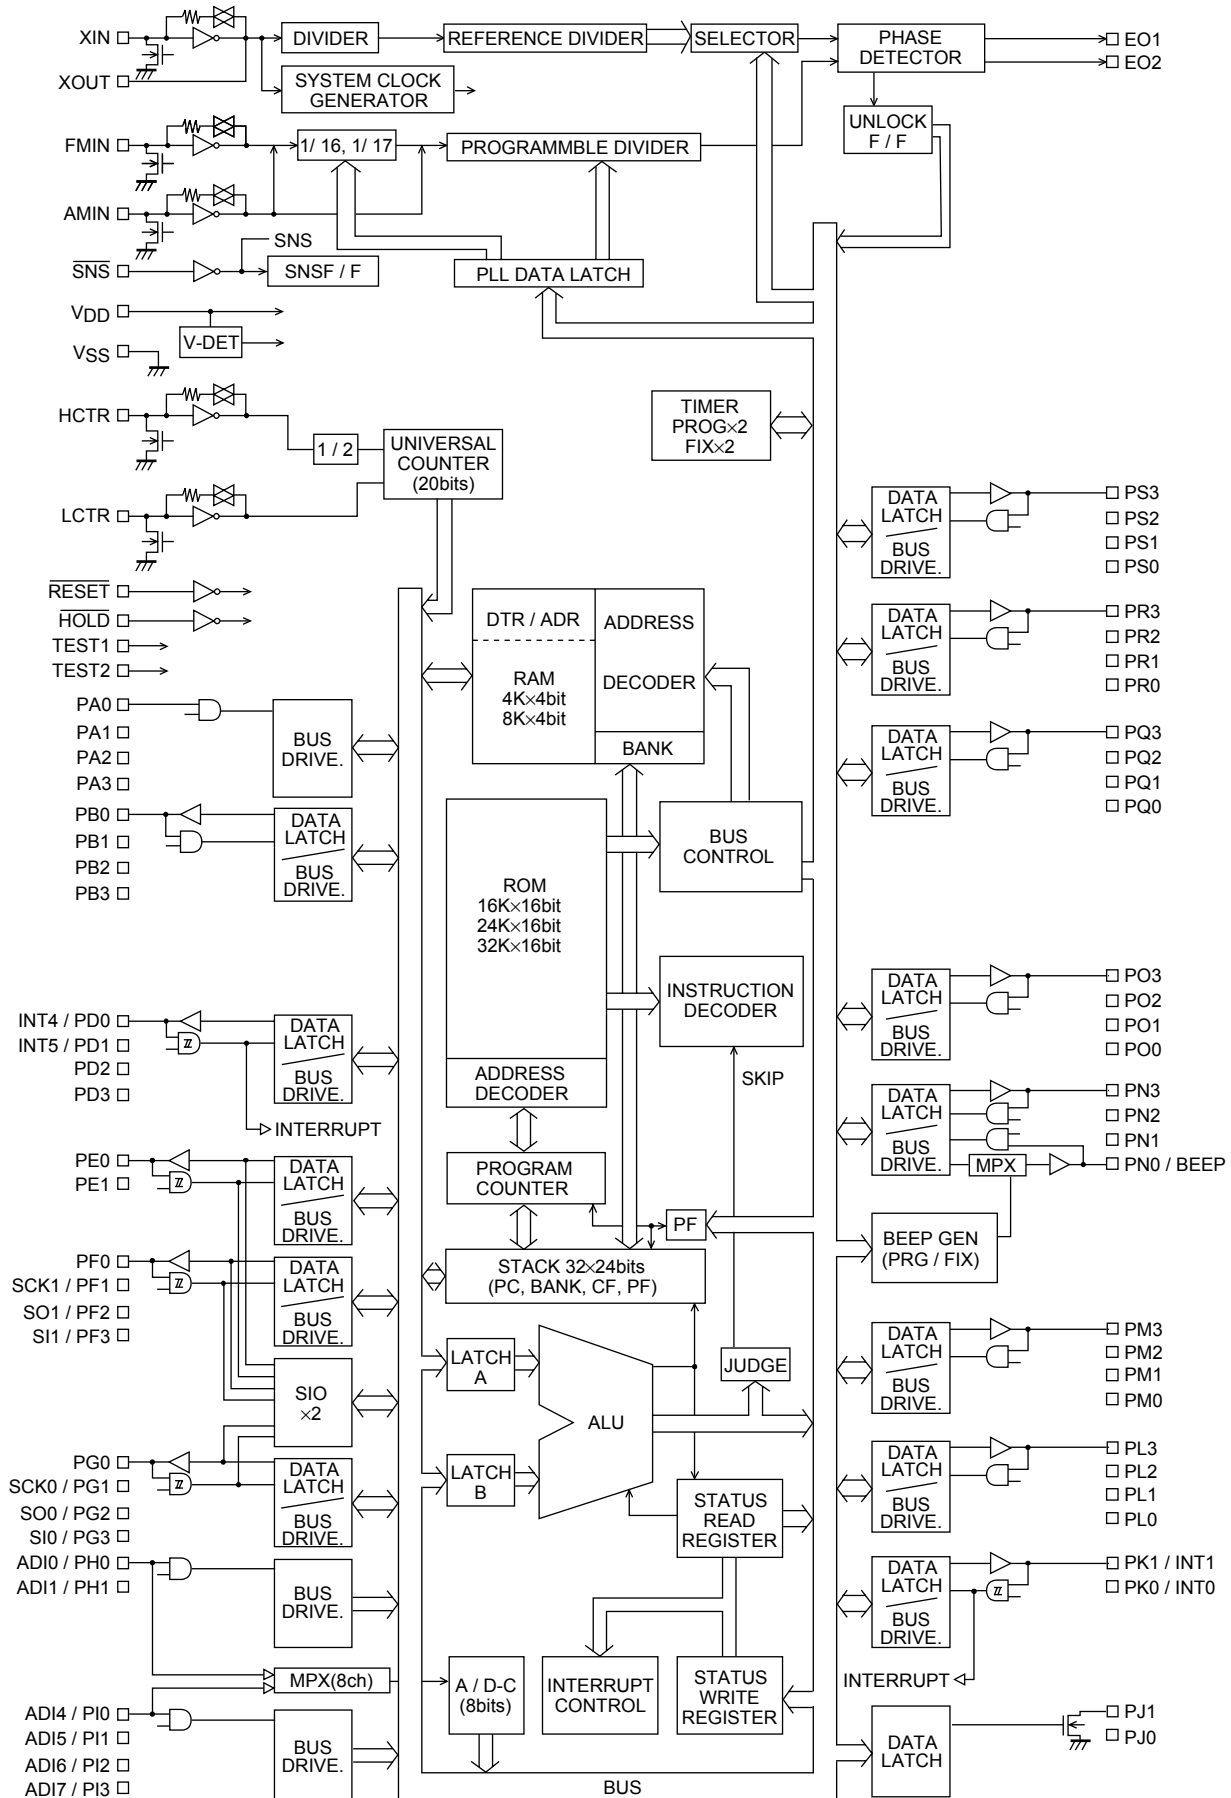 XIN
DIVIDER
REFERENCE DIVIDER
SELECTOR
PHASE
DETECTOR
EO1
EO2
XOUT
SYSTEM CLOCK
GENERATOR
UNLOCK
F / F
FMIN
1/ 16, 1/ 17
PROGRAMMBLE DIVIDER
AMIN
SNS
SNS
SNSF / F
PLL DATA LATCH
VDD
V-DET
VSS
HCTR
1 / 2
UNIVERSAL
COUNTER
(20bits)
TIMER
PROG×2
FIX×2
LCTR
RESET
HOLD
TEST1
TEST2
DTR / ADR
RAM
4K×4bit
8K×4bit
ADDRESS
DECODER
BANK
DATA
LATCH
BUS
DRIVE.
PS3
PS2
PS1
PS0
DATA
LATCH
BUS
DRIVE.
PR3
PR2
PR1
PR0
PA0
PA1
PA2
PA3
BUS
DRIVE.
DATA
LATCH
BUS
DRIVE.
PQ3
PQ2
PQ1
PQ0
PB0
PB1
PB2
PB3
DATA
LATCH
BUS
DRIVE.
ROM
16K×16bit
24K×16bit
32K×16bit
BUS
CONTROL
INSTRUCTION
DECODER
DATA
LATCH
BUS
DRIVE.
PO3
PO2
PO1
PO0
INT4 / PD0
INT5 / PD1
PD2
PD3
DATA
LATCH
BUS
DRIVE.
INTERRUPT
ADDRESS
DECODER
SKIP
DATA
LATCH
BUS
DRIVE.
MPX
PN3
PN2
PN1
PN0 / BEEP
PE0
PE1
DATA
LATCH
BUS
DRIVE.
PROGRAM
COUNTER
PF
BEEP GEN
(PRG / FIX)
PF0
SCK1 / PF1
SO1 / PF2
SI1 / PF3
DATA
LATCH
BUS
DRIVE.
STACK 32×24bits
(PC, BANK, CF, PF)
LATCH
A
ALU
JUDGE
DATA
LATCH
BUS
DRIVE.
PM3
PM2
PM1
PM0
SIO
×2
PG0
SCK0 / PG1
SO0 / PG2
SI0 / PG3
DATA
LATCH
BUS
DRIVE.
LATCH
B
STATUS
READ
REGISTER
DATA
LATCH
BUS
DRIVE.
PL3
PL2
PL1
PL0
ADI0 / PH0
ADI1 / PH1
BUS
DRIVE.
DATA
LATCH
BUS
DRIVE.
PK1 / INT1
PK0 / INT0
INTERRUPT
MPX(8ch)
A / D-C
(8bits)
INTERRUPT
CONTROL
STATUS
WRITE
REGISTER
ADI4 / PI0
ADI5 / PI1
ADI6 / PI2
ADI7 / PI3
BUS
DRIVE.
DATA
LATCH
PJ1
PJ0
BUS